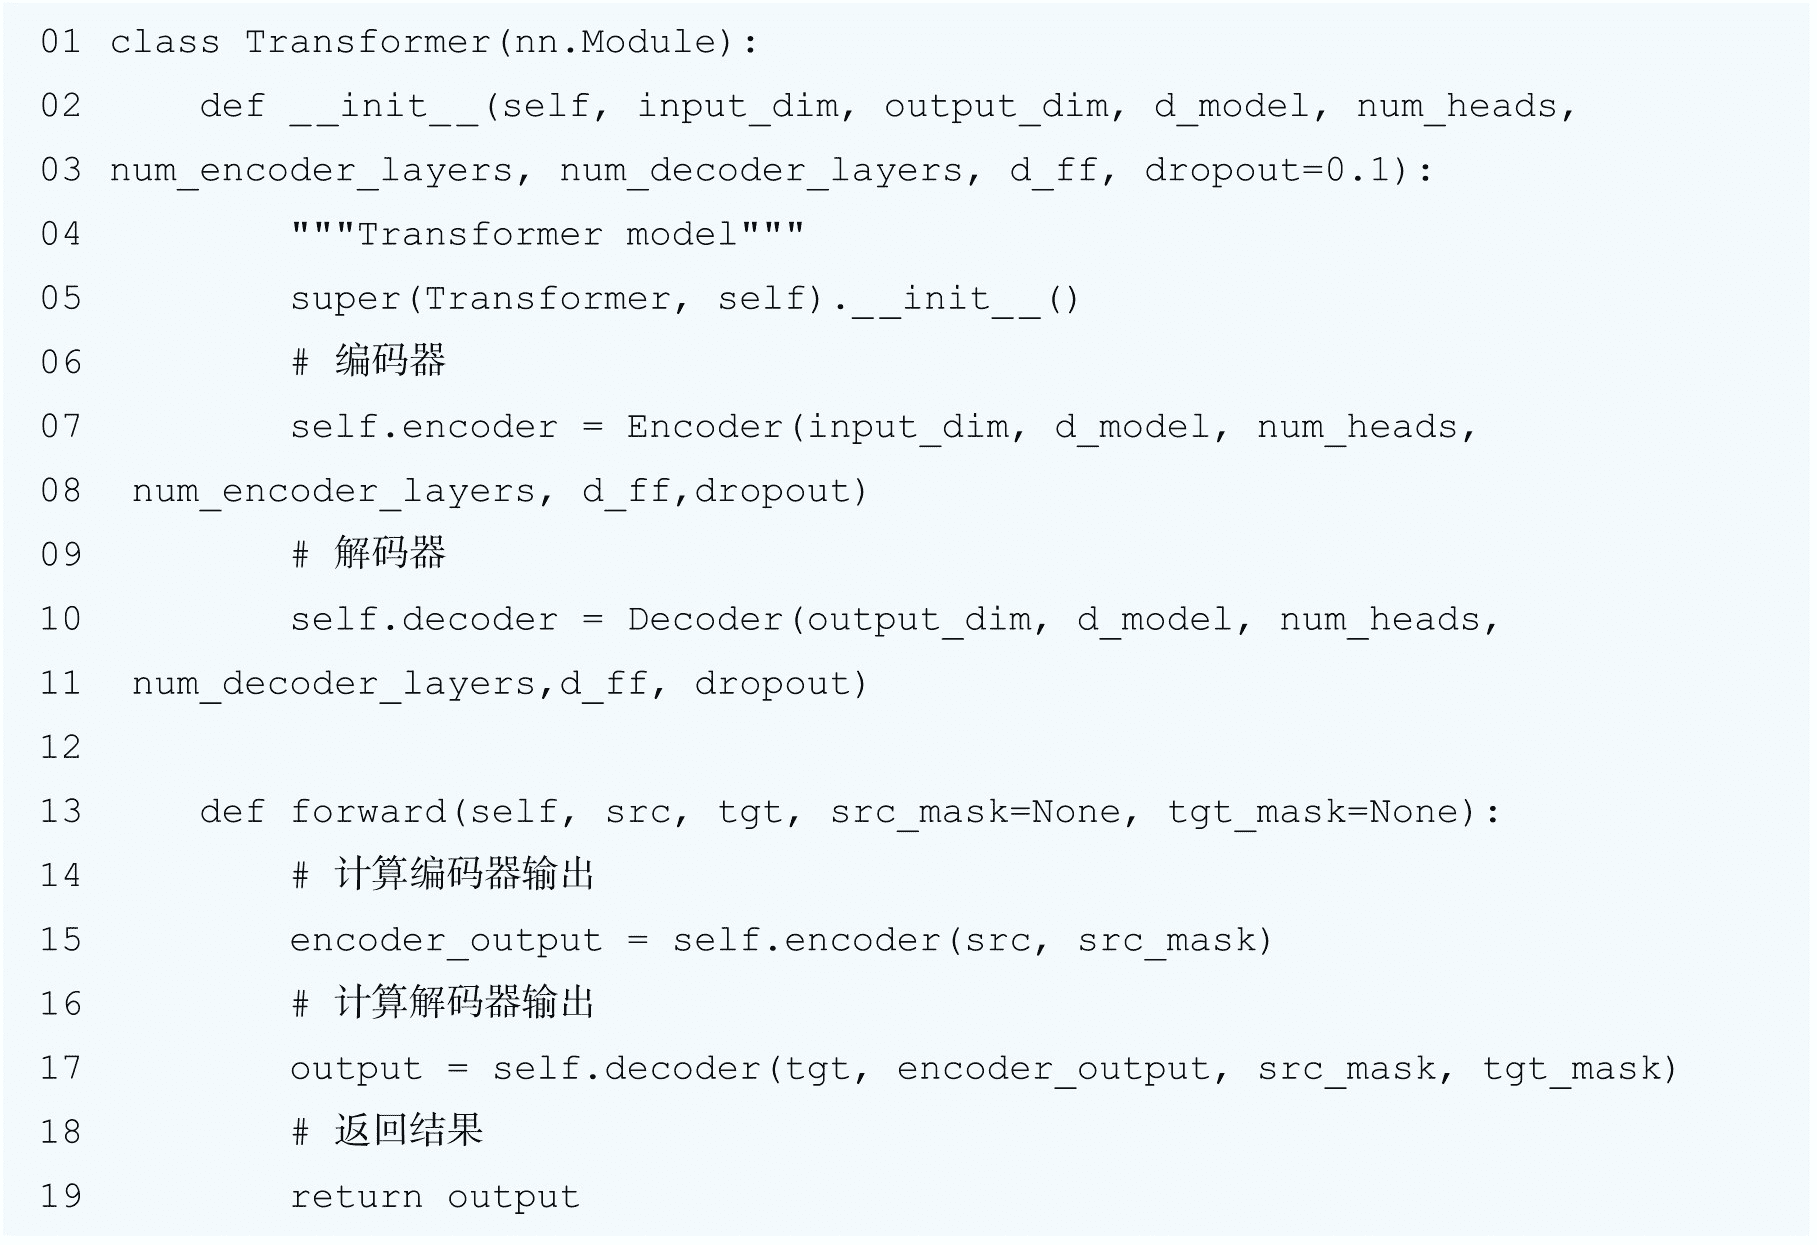 01 class Transformer(nn.Module):
02     def __init__(self, input_dim, output_dim, d_model, num_heads,
03 num_encoder_layers, num_decoder_layers, d_ff, dropout=0.1):
04         """Transformer model"""
05         super(Transformer, self).__init__()
06         # 编码器
07         self.encoder = Encoder(input_dim, d_model, num_heads,
08  num_encoder_layers, d_ff,dropout)
09         # 解码器
10         self.decoder = Decoder(output_dim, d_model, num_heads,
11  num_decoder_layers,d_ff, dropout)
12
13     def forward(self, src, tgt, src_mask=None, tgt_mask=None):
14         # 计算编码器输出
15         encoder_output = self.encoder(src, src_mask)
16         # 计算解码器输出
17         output = self.decoder(tgt, encoder_output, src_mask, tgt_mask)
18         # 返回结果
19         return output